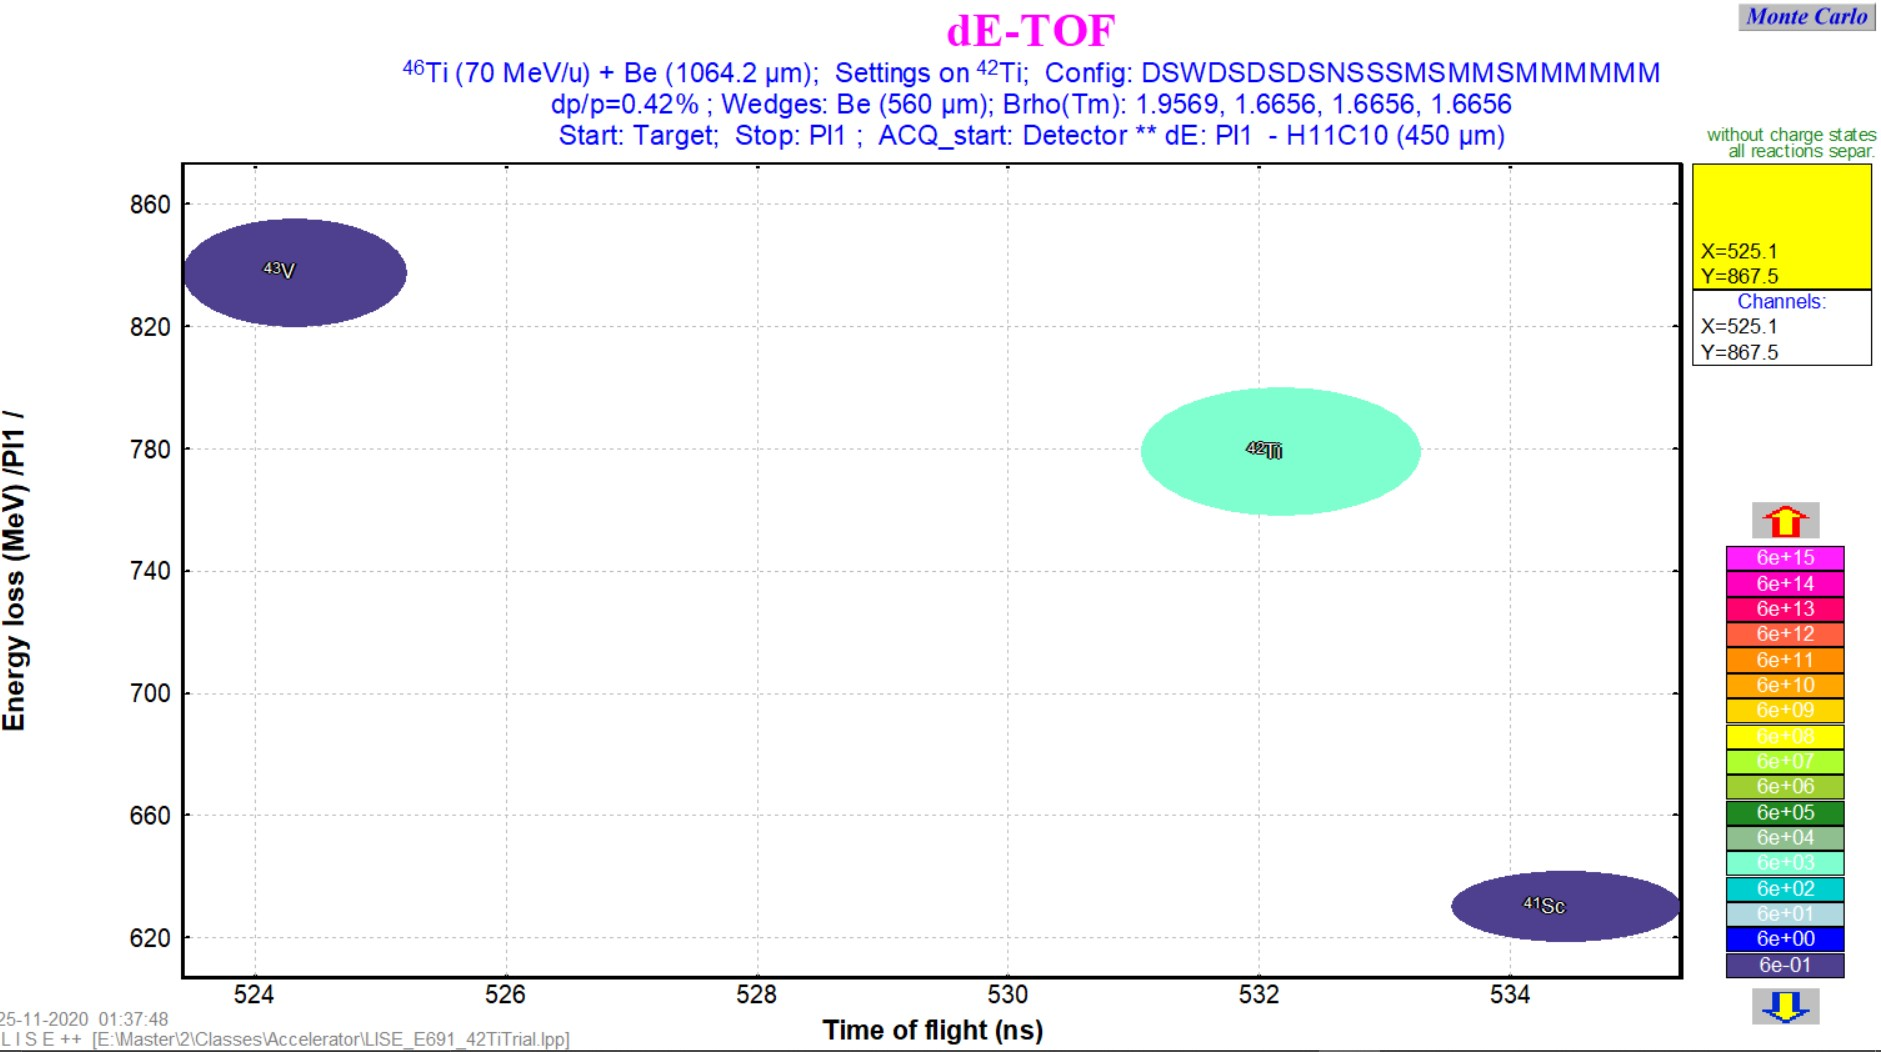 dE-TOF
Monte Carlo
46Ti (70 MeV/u) + Be (1064.2 µm); Settings on 42Ti; Config: DSWDSDSDSNSSSMSMMSMMMMMM
dp/p=0.42% ; Wedges: Be (560 µm); Brho(Tm): 1.9569, 1.6656, 1.6656, 1.6656
Start: Target; Stop: PI1 ; ACQ_start: Detector ** dE: PI1 - H11C10 (450 µm)
without charge states
all reactions separ.
X=525.1
Y=867.5
Channels:
X=525.1
Y=867.5
Energy loss (MeV) /PI1 /
860
820
780
740
700
660
620
43V
42Ti
41Sc
6e+15
6e+14
6e+13
6e+12
6e+11
6e+10
6e+09
6e+08
6e+07
6e+06
6e+05
6e+04
6e+03
6e+02
6e+01
6e+00
6e-01
524 526 528 530 532 534
Time of flight (ns)
25-11-2020 01:37:48
L I S E ++ [E:\Master\2\Classes\Accelerator\LISE_E691_42TiTrial.lpp]